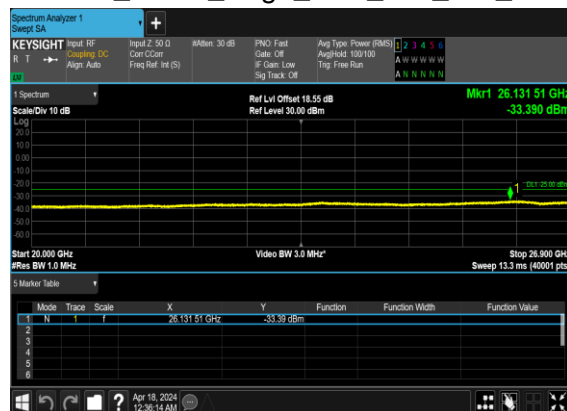 Spectrum Analyzer 1
Swept SA
+
KEYSIGHT Input: RF Input Z: 50 Ω #Atten: 30 dB PNO: Fast Avg Type: Power (RMS) 1 2 3 4 5 6
R T Coupling: DC Corr CCorr Gate: Off Avg|Hold: 100/100 A W W W W W
Align: Auto Freq Ref: Int (S) IF Gain: Low Trig: Free Run
Sig Track: Off A N N N N N
1 Spectrum Ref Lvl Offset 18.55 dB Mkr1 26.131 51 GHz
Scale/Div 10 dB Ref Level 30.00 dBm -33.390 dBm
Log
20.0
10.0
0.00
-10.0
-20.0
1 DL1 -25.00 dBm
-30.0
-40.0
-50.0
-60.0
Start 20.000 GHz Video BW 3.0 MHz* Stop 26.900 GHz
#Res BW 1.0 MHz Sweep 13.3 ms (40001 pts)
5 Marker Table
Mode Trace Scale X Y Function Function Width Function Value
1 N 1 f 26.131 51 GHz -33.39 dBm
2
3
4
5
6
? Apr 18, 2024
12:36:14 AM